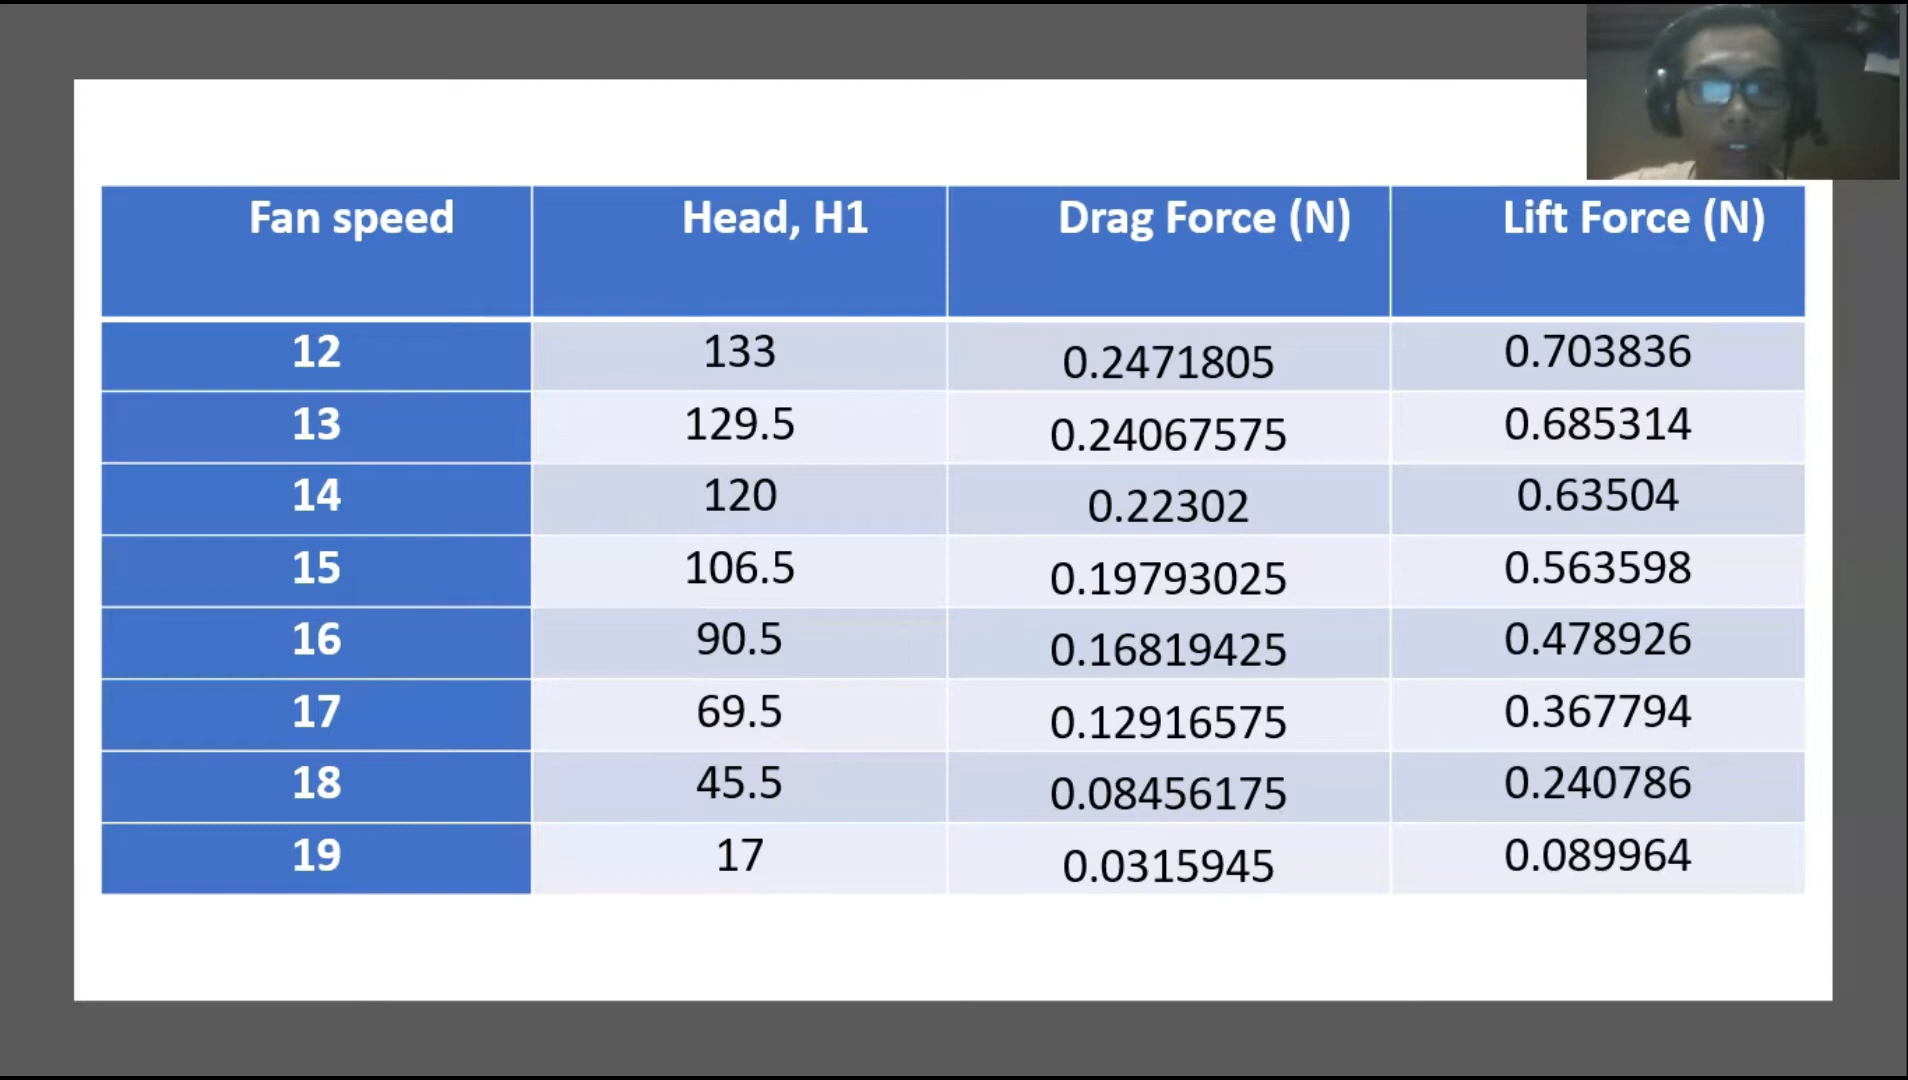 Fan speed Head, H1 Drag Force (N) Lift Force (N)
12 133 0.2471805 0.703836
13 129.5 0.24067575 0.685314
14 120 0.22302 0.63504
15 106.5 0.19793025 0.563598
16 90.5 0.16819425 0.478926
17 69.5 0.12916575 0.367794
18 45.5 0.08456175 0.240786
19 17 0.0315945 0.089964